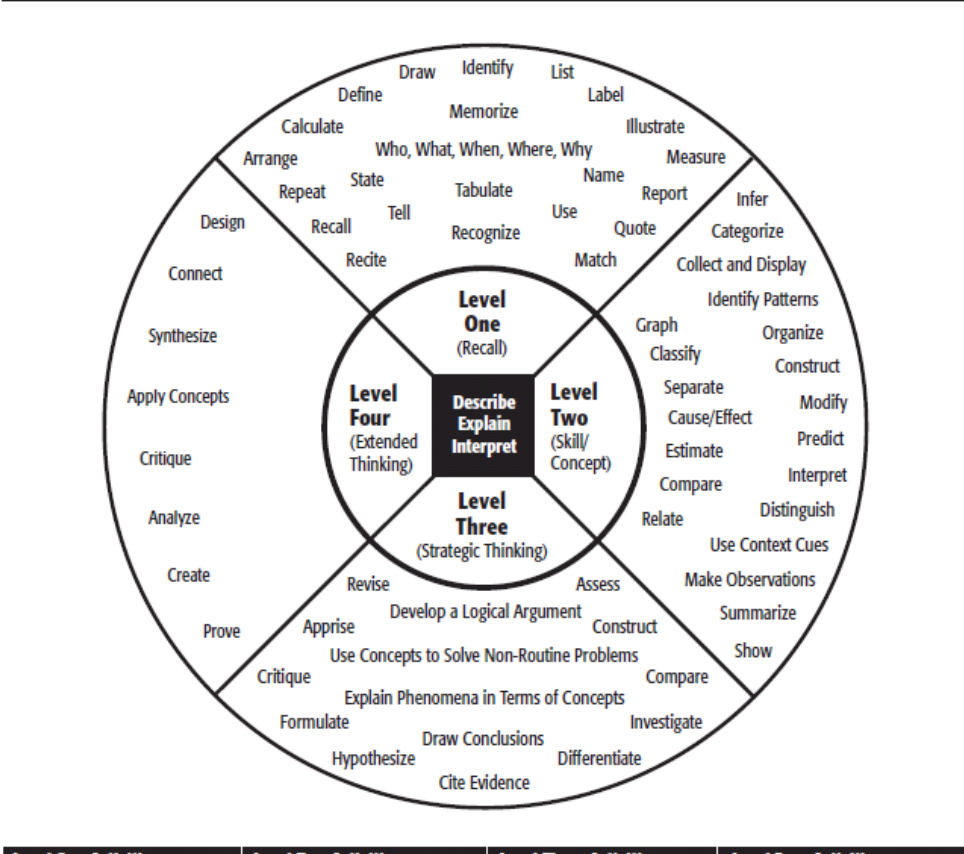 Draw
Identify
List
Define
Label
Memorize
Calculate
Illustrate
Who, What, When, Where, Why
Arrange
Measure
State
Name
Repeat
Tabulate
Report
Tell
Use
Recall
Recognize
Quote
Recite
Match
Level
One
(Recall)
Infer
Categorize
Collect and Display
Identify Patterns
Graph
Organize
Classify
Construct
Separate
Modify
Cause/Effect
Predict
Estimate
Interpret
Compare
Distinguish
Relate
Use Context Cues
Make Observations
Summarize
Show
Level
Two
(Skill/
Concept)
Describe
Explain
Interpret
Level
Three
(Strategic Thinking)
Revise
Assess
Develop a Logical Argument
Apprise
Construct
Use Concepts to Solve Non-Routine Problems
Critique
Compare
Explain Phenomena in Terms of Concepts
Formulate
Investigate
Draw Conclusions
Hypothesize
Differentiate
Cite Evidence
Level
Four
(Extended
Thinking)
Design
Connect
Synthesize
Apply Concepts
Critique
Analyze
Create
Prove